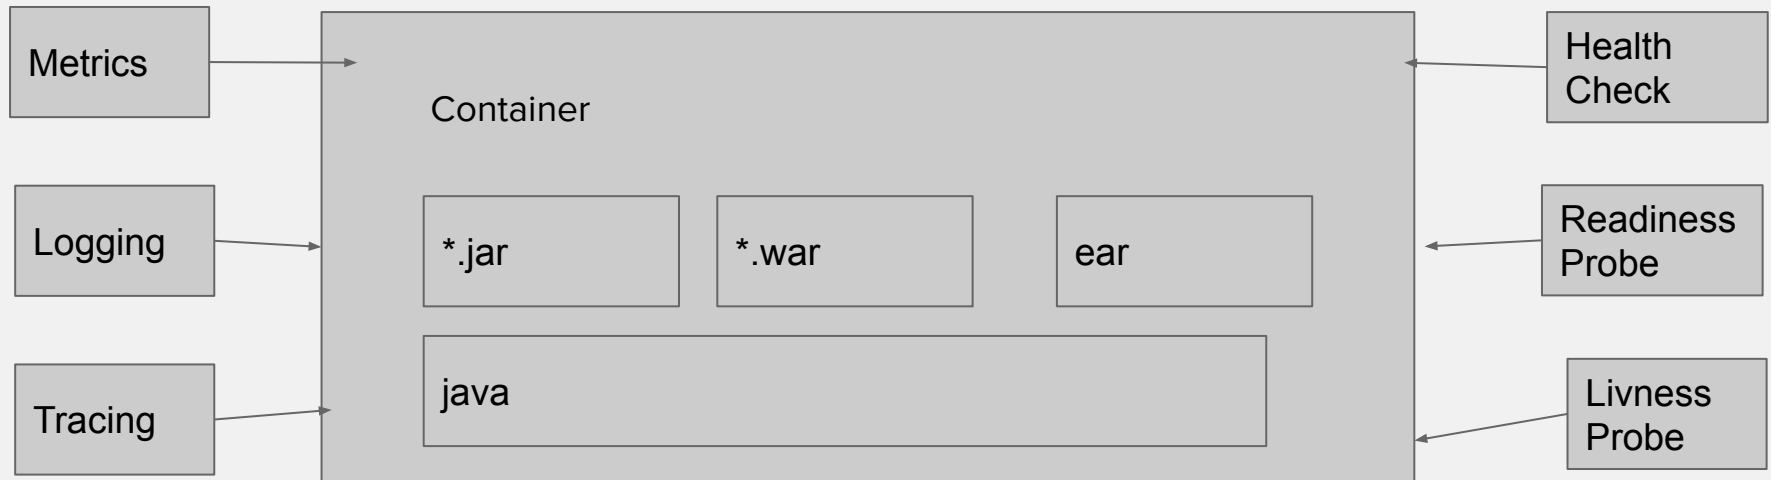 Metrics
Health
Check
Container
Logging
*.jar
*.war
ear
Readiness
Probe
Tracing
java
Livness
Probe